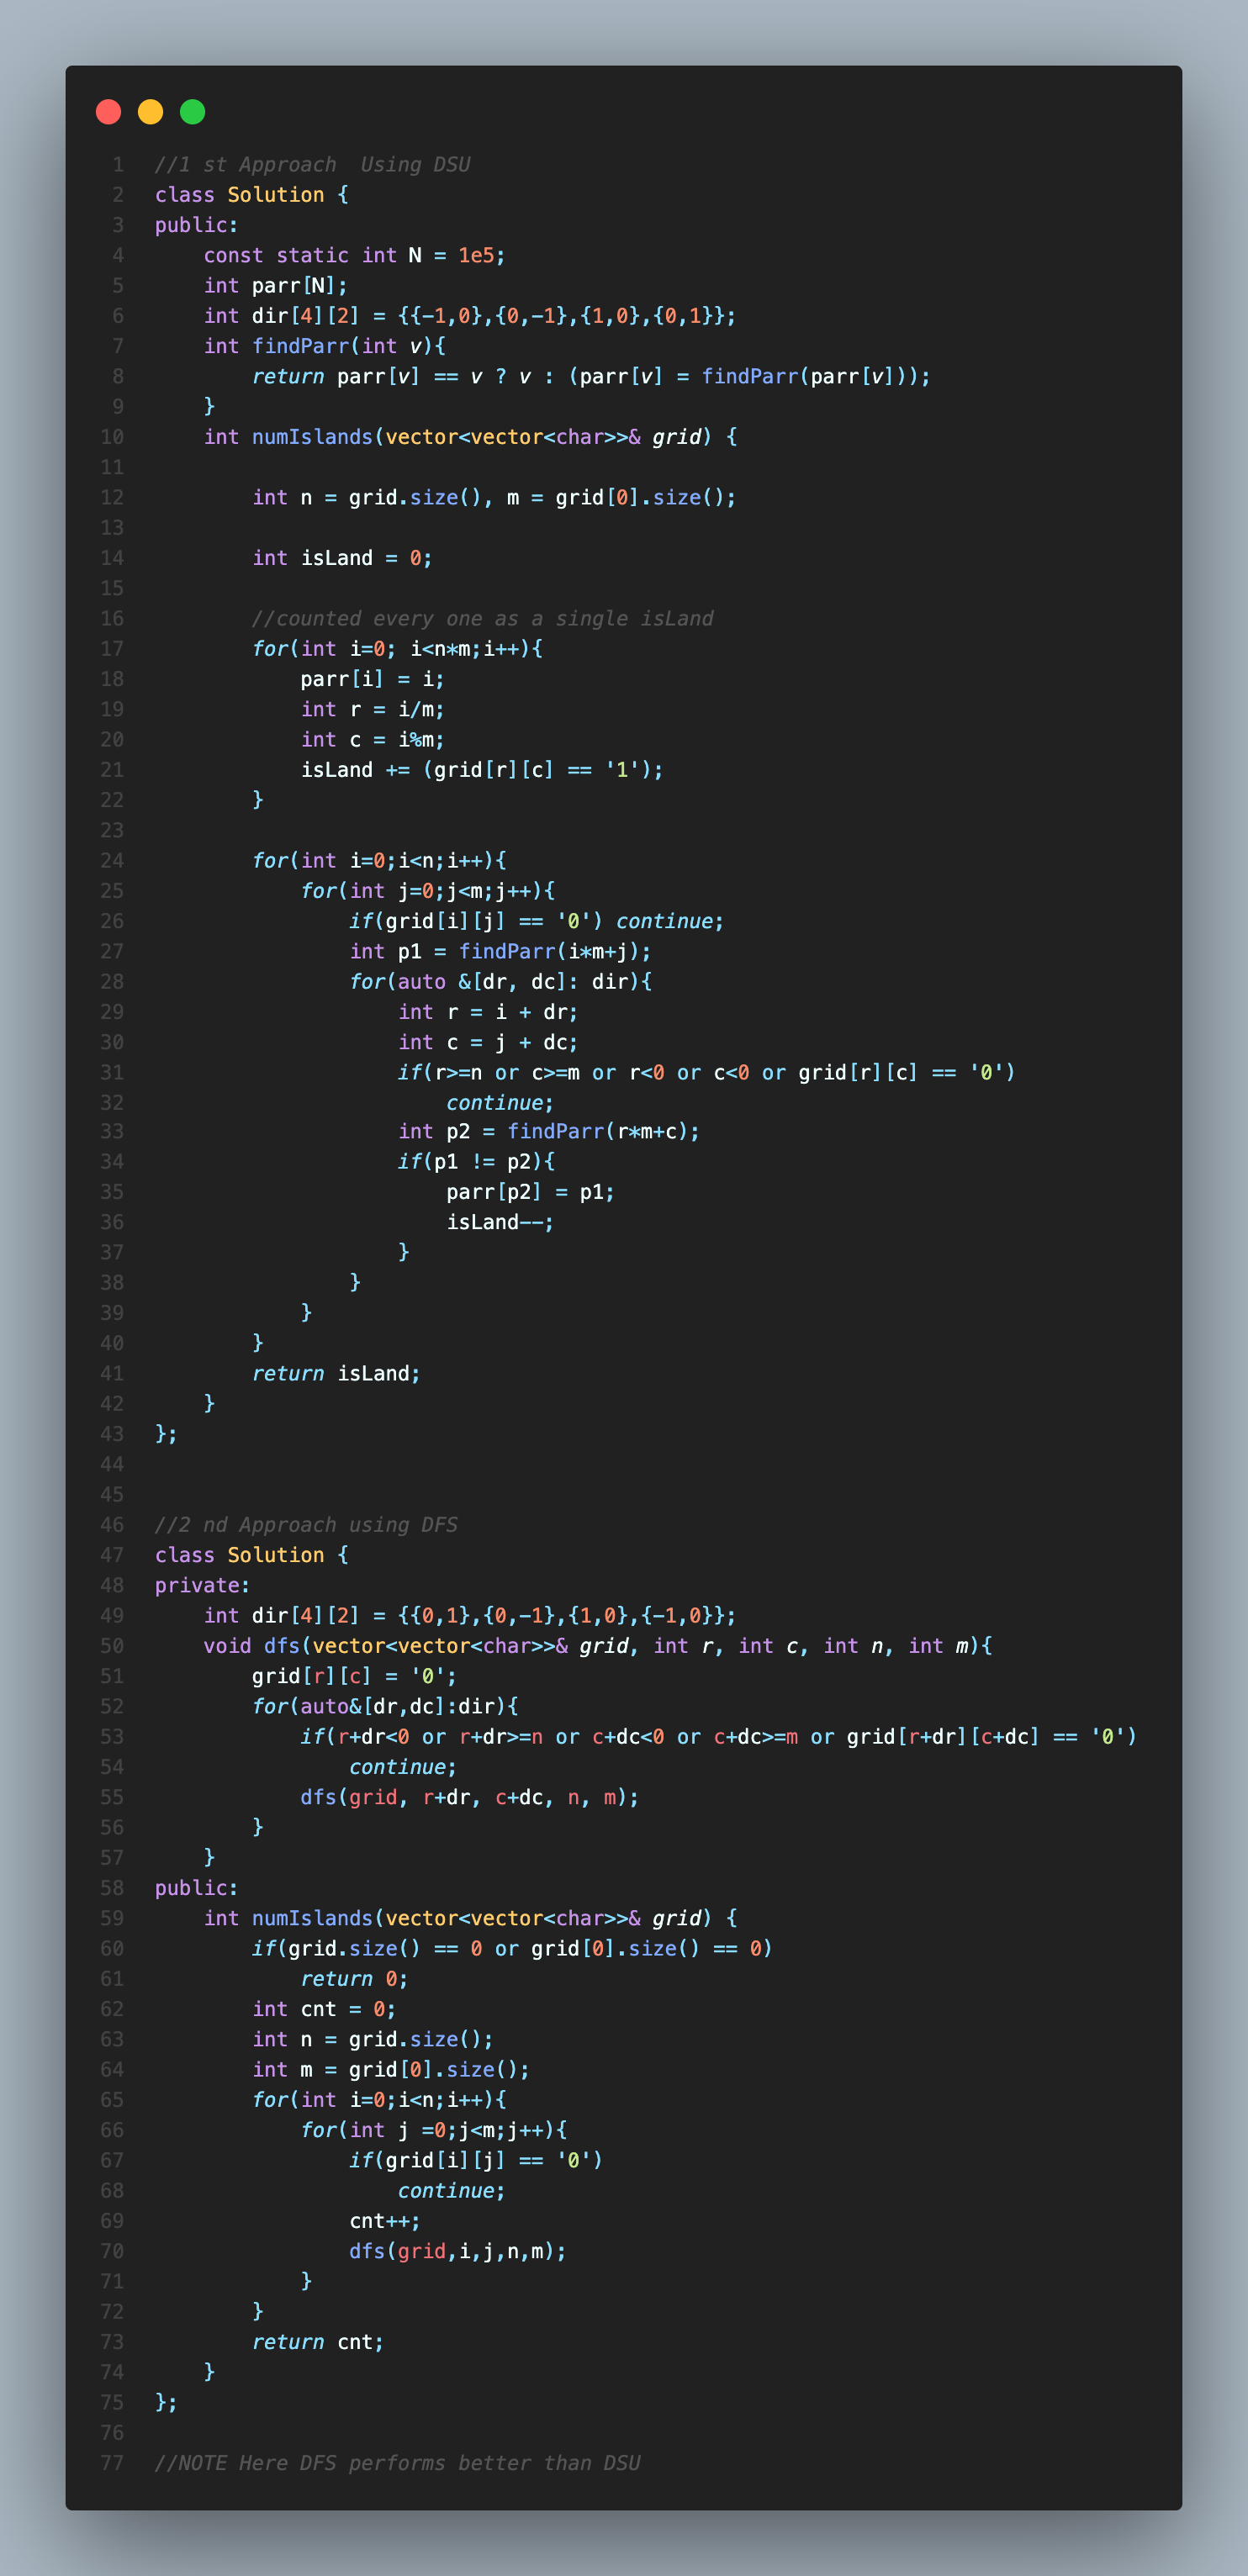 1 //1 st Approach  Using DSU
2 class Solution {
3 public:
4     const static int N = 1e5;
5     int parr[N];
6     int dir[4][2] = {{-1,0},{0,-1},{1,0},{0,1}};
7     int findParr(int v){
8         return parr[v] == v ? v : (parr[v] = findParr(parr[v]));
9     }
10     int numIslands(vector<vector<char>>& grid) {
11
12         int n = grid.size(), m = grid[0].size();
13
14         int isLand = 0;
15
16         //counted every one as a single isLand
17         for(int i=0; i<n*m;i++){
18             parr[i] = i;
19             int r = i/m;
20             int c = i%m;
21             isLand += (grid[r][c] == '1');
22         }
23
24         for(int i=0;i<n;i++){
25             for(int j=0;j<m;j++){
26                 if(grid[i][j] == '0') continue;
27                 int p1 = findParr(i*m+j);
28                 for(auto &[dr, dc]: dir){
29                     int r = i + dr;
30                     int c = j + dc;
31                     if(r>=n or c>=m or r<0 or c<0 or grid[r][c] == '0')
32                         continue;
33                     int p2 = findParr(r*m+c);
34                     if(p1 != p2){
35                         parr[p2] = p1;
36                         isLand--;
37                     }
38                 }
39             }
40         }
41         return isLand;
42     }
43 };
44
45
46 //2 nd Approach using DFS
47 class Solution {
48 private:
49     int dir[4][2] = {{0,1},{0,-1},{1,0},{-1,0}};
50     void dfs(vector<vector<char>>& grid, int r, int c, int n, int m){
51         grid[r][c] = '0';
52         for(auto&[dr,dc]:dir){
53             if(r+dr<0 or r+dr>=n or c+dc<0 or c+dc>=m or grid[r+dr][c+dc] == '0')
54                 continue;
55             dfs(grid, r+dr, c+dc, n, m);
56         }
57     }
58 public:
59     int numIslands(vector<vector<char>>& grid) {
60         if(grid.size() == 0 or grid[0].size() == 0)
61             return 0;
62         int cnt = 0;
63         int n = grid.size();
64         int m = grid[0].size();
65         for(int i=0;i<n;i++){
66             for(int j =0;j<m;j++){
67                 if(grid[i][j] == '0')
68                     continue;
69                 cnt++;
70                 dfs(grid,i,j,n,m);
71             }
72         }
73         return cnt;
74     }
75 };
76
77 //NOTE Here DFS performs better than DSU